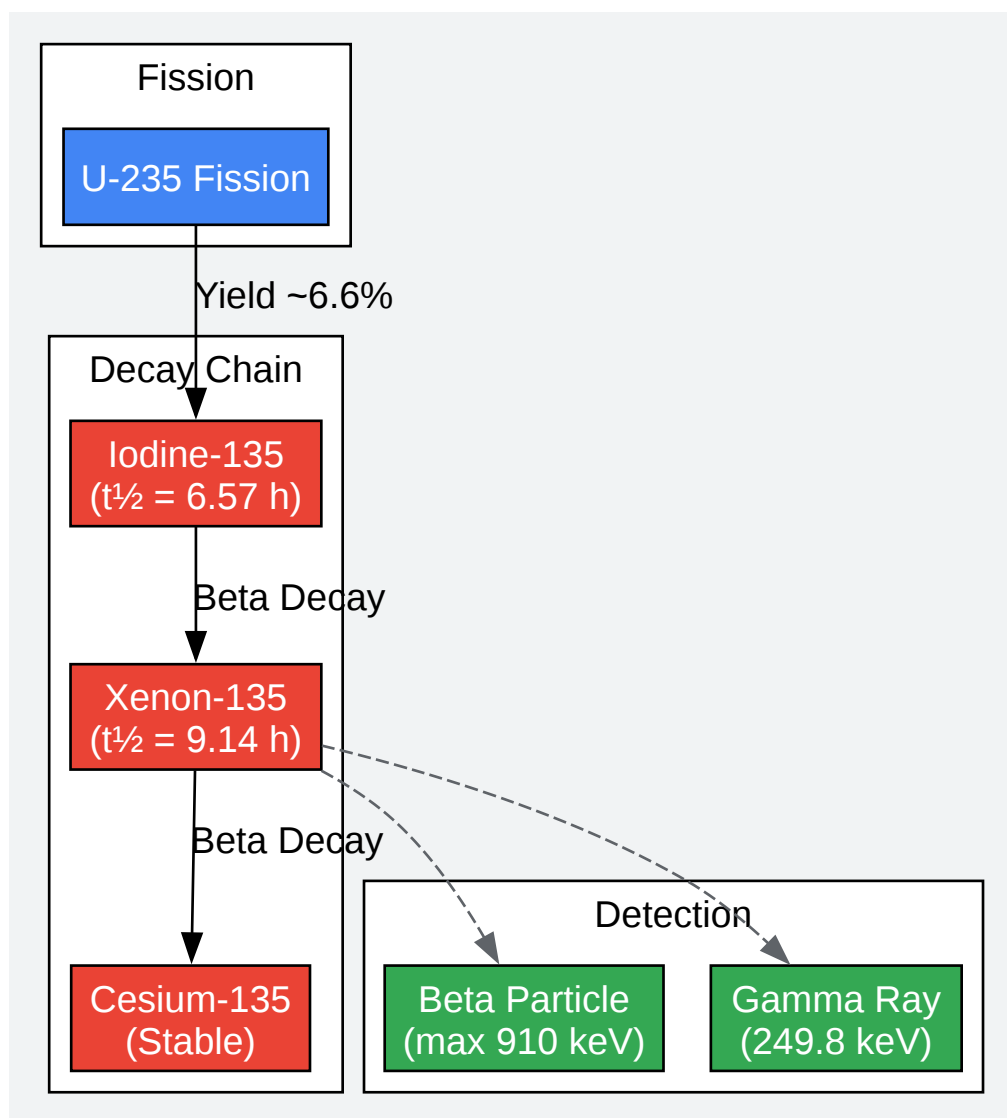 Fission
U-235 Fission
Yield ~6.6%
Decay Chain
Iodine-135
(t½ = 6.57 h)
Beta Decay
Xenon-135
(t½ = 9.14 h)
Beta Decay
Detection
Cesium-135
(Stable)
Beta Particle
(max 910 keV)
Gamma Ray
(249.8 keV)